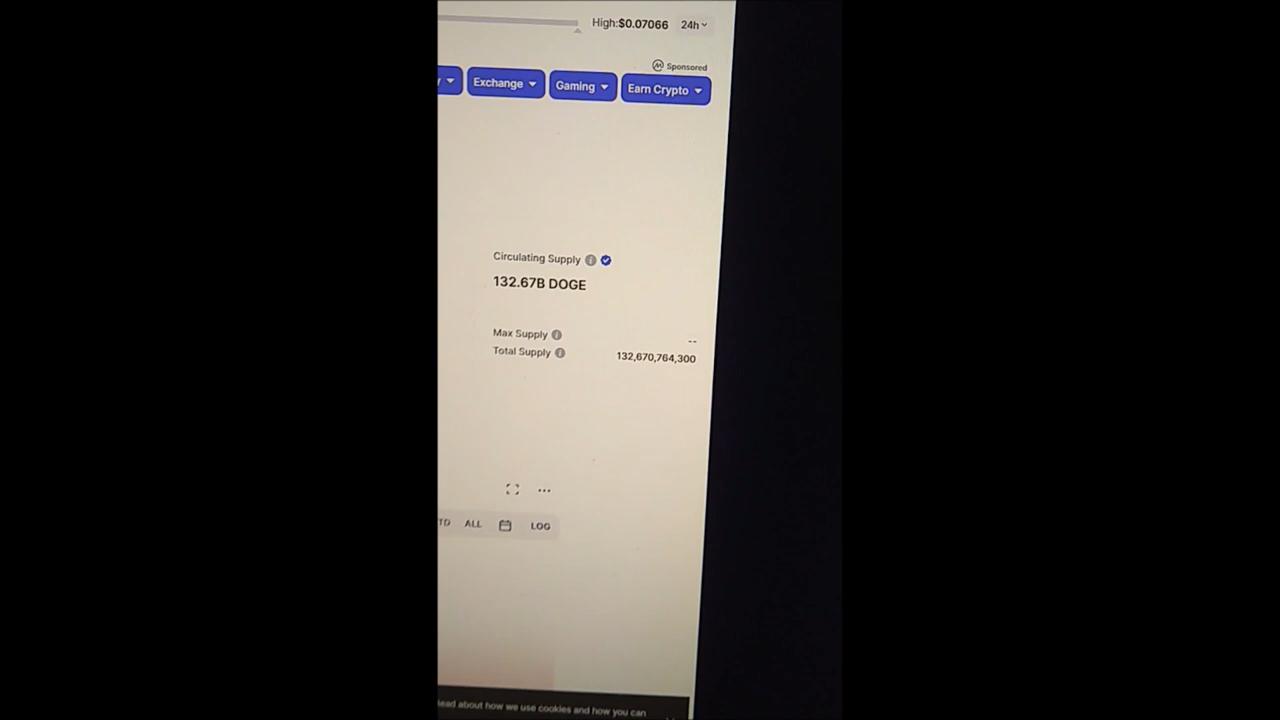 High:$0.07066 24h
Sponsored
Exchange Gaming Earn Crypto
Circulating Supply
132.67B DOGE
Max Supply --
Total Supply 132,670,764,300
ALL LOG
about how we use cookies and how you can